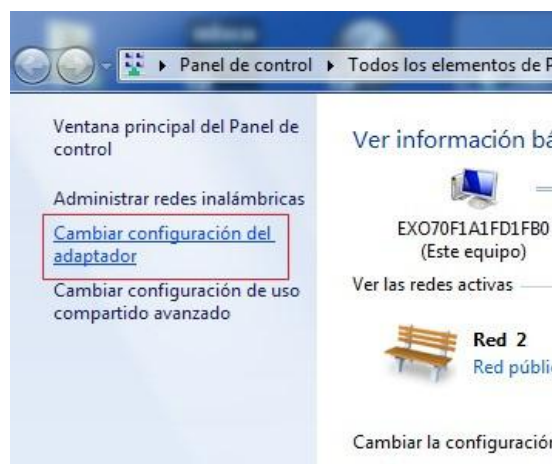 Panel de control ▸ Todos los elementos de P
Ventana principal del Panel de
control
Administrar redes inalámbricas
Cambiar configuración del
adaptador
Cambiar configuración de uso
compartido avanzado
Ver información bá
EXO70F1A1FD1FB0
(Este equipo)
Ver las redes activas
Red 2
Red públi
Cambiar la configuración